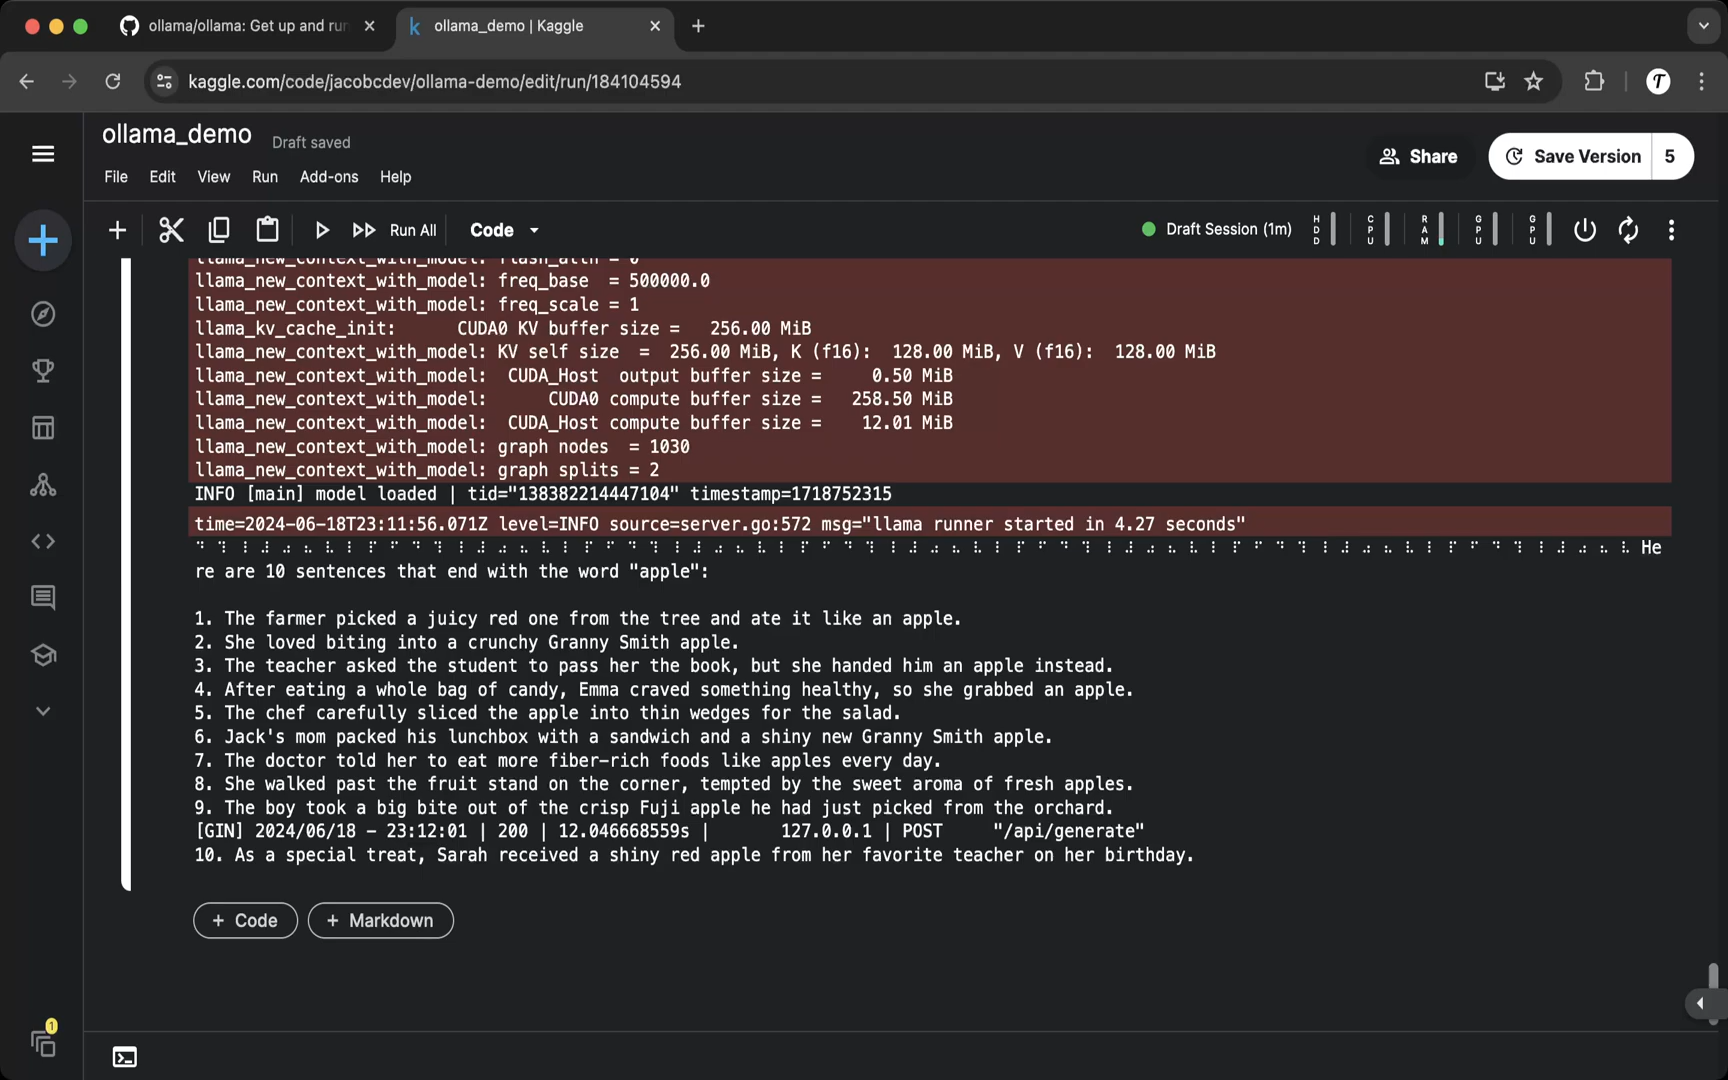 ollama/ollama: Get up and run
ollama_demo | Kaggle
kaggle.com/code/jacobcdev/ollama-demo/edit/run/184104594
T
ollama_demo
Draft saved
Share
Save Version
5
File
Edit
View
Run
Add-ons
Help
Run All
Code
Draft Session (1m)
HDD
CPU
RAM
GPU
GPU
llama_new_context_with_model: flash_attn = 0
llama_new_context_with_model: freq_base  = 500000.0
llama_new_context_with_model: freq_scale = 1
llama_kv_cache_init:      CUDA0 KV buffer size =   256.00 MiB
llama_new_context_with_model: KV self size  =  256.00 MiB, K (f16):  128.00 MiB, V (f16):  128.00 MiB
llama_new_context_with_model:  CUDA_Host  output buffer size =     0.50 MiB
llama_new_context_with_model:      CUDA0 compute buffer size =   258.50 MiB
llama_new_context_with_model:  CUDA_Host compute buffer size =    12.01 MiB
llama_new_context_with_model: graph nodes  = 1030
llama_new_context_with_model: graph splits = 2
INFO [main] model loaded | tid="138382214447104" timestamp=1718752315
time=2024-06-18T23:11:56.071Z level=INFO source=server.go:572 msg="llama runner started in 4.27 seconds"
He
re are 10 sentences that end with the word "apple":
1. The farmer picked a juicy red one from the tree and ate it like an apple.
2. She loved biting into a crunchy Granny Smith apple.
3. The teacher asked the student to pass her the book, but she handed him an apple instead.
4. After eating a whole bag of candy, Emma craved something healthy, so she grabbed an apple.
5. The chef carefully sliced the apple into thin wedges for the salad.
6. Jack's mom packed his lunchbox with a sandwich and a shiny new Granny Smith apple.
7. The doctor told her to eat more fiber-rich foods like apples every day.
8. She walked past the fruit stand on the corner, tempted by the sweet aroma of fresh apples.
9. The boy took a big bite out of the crisp Fuji apple he had just picked from the orchard.
[GIN] 2024/06/18 - 23:12:01 | 200 | 12.046668559s |       127.0.0.1 | POST     "/api/generate"
10. As a special treat, Sarah received a shiny red apple from her favorite teacher on her birthday.
+ Code
+ Markdown
1